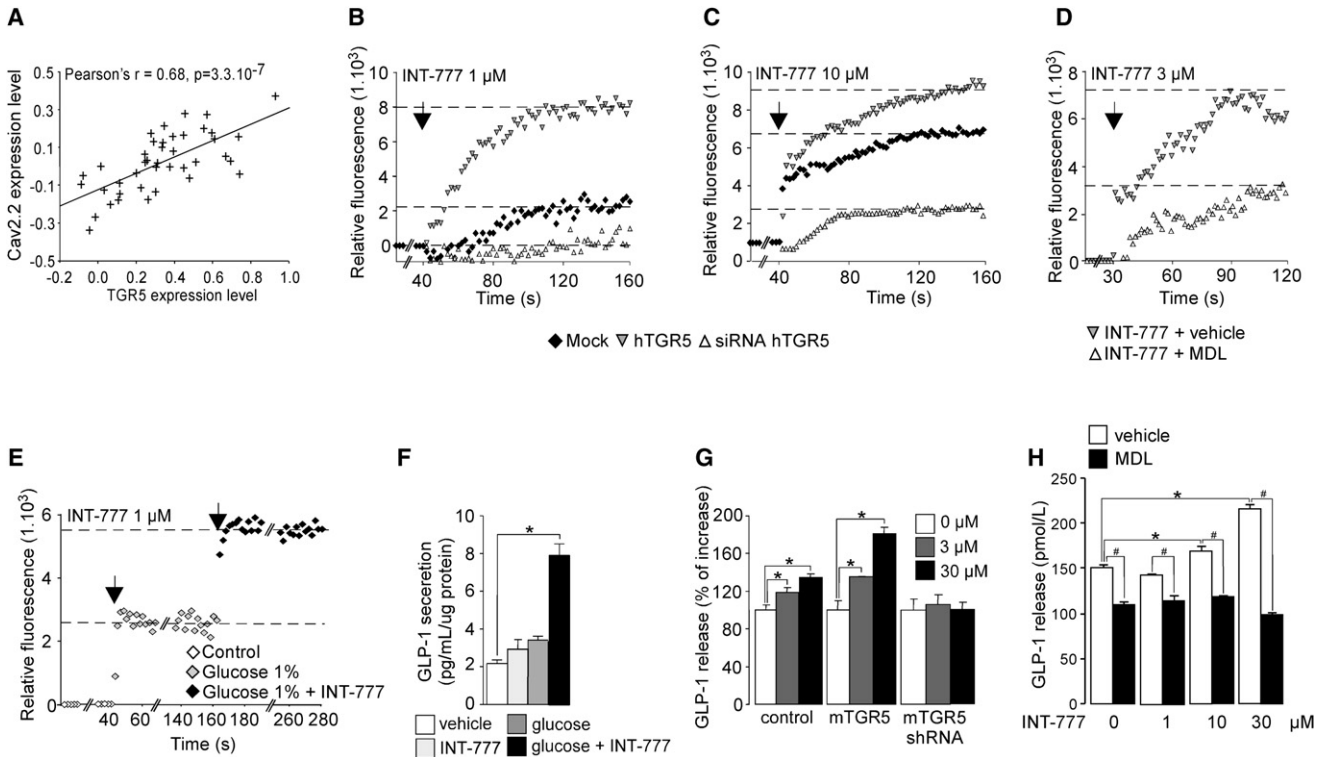 A
Pearson's r = 0.68, p=3.3.10-7
Cav2.2 expression level
0.5
0.3
0.1
-0.1
-0.3
-0.5
-0.2 0.0 0.2 0.4 0.6 0.8 1.0
TGR5 expression level
B
INT-777 1 µM
Relative fluorescence (1.10³)
10
8
6
4
2
0
40 80 120 160
Time (s)
C
INT-777 10 µM
Relative fluorescence (1.10³)
10
8
6
4
2
0
40 80 120 160
Time (s)
D
INT-777 3 µM
Relative fluorescence (1.10³)
8
6
4
2
0
30 60 90 120
Time (s)
Mock hTGR5 siRNA hTGR5
INT-777 + vehicle
INT-777 + MDL
E
INT-777 1 µM
Relative fluorescence (1.10³)
6
4
2
0
Control
Glucose 1%
Glucose 1% + INT-777
40 60 140 160 180 260 280
Time (s)
F
GLP-1 seceretion
(pg/mL/ug protein)
10
8
6
4
2
0
*
vehicle glucose
INT-777 glucose + INT-777
G
GLP-1 release (% of increase)
200
160
120
80
40
0
* * * *
0 µM
3 µM
30 µM
control mTGR5 mTGR5
shRNA
vehicle
MDL
H
GLP-1 release (pmol/L)
250
200
150
100
50
0
* #
* #
# #
INT-777 0 1 10 30 µM